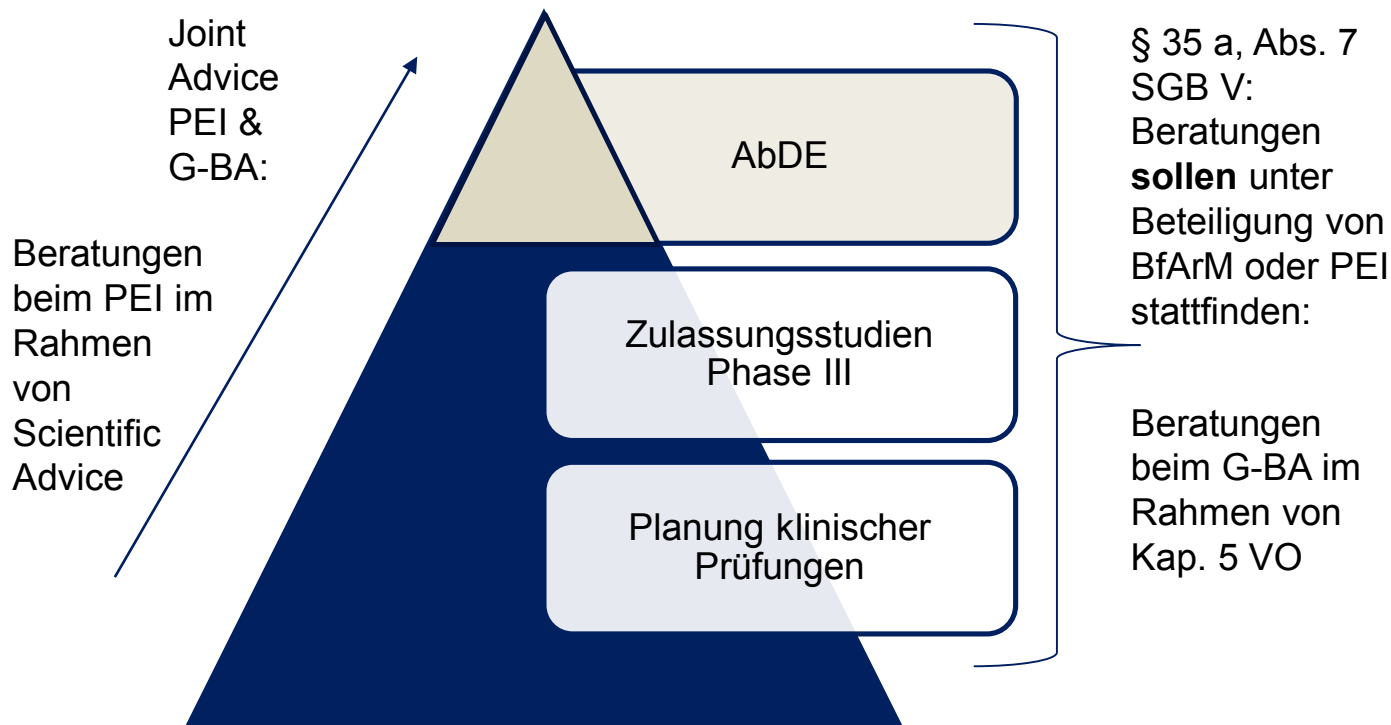 Joint
Advice
PEI &
G-BA:
Beratungen
beim PEI im
Rahmen
von
Scientific
Advice
AbDE
Zulassungsstudien
Phase III
Planung klinischer
Prüfungen
§ 35 a, Abs. 7
SGB V:
Beratungen
sollen unter
Beteiligung von
BfArM oder PEI
stattfinden:
Beratungen
beim G-BA im
Rahmen von
Kap. 5 VO